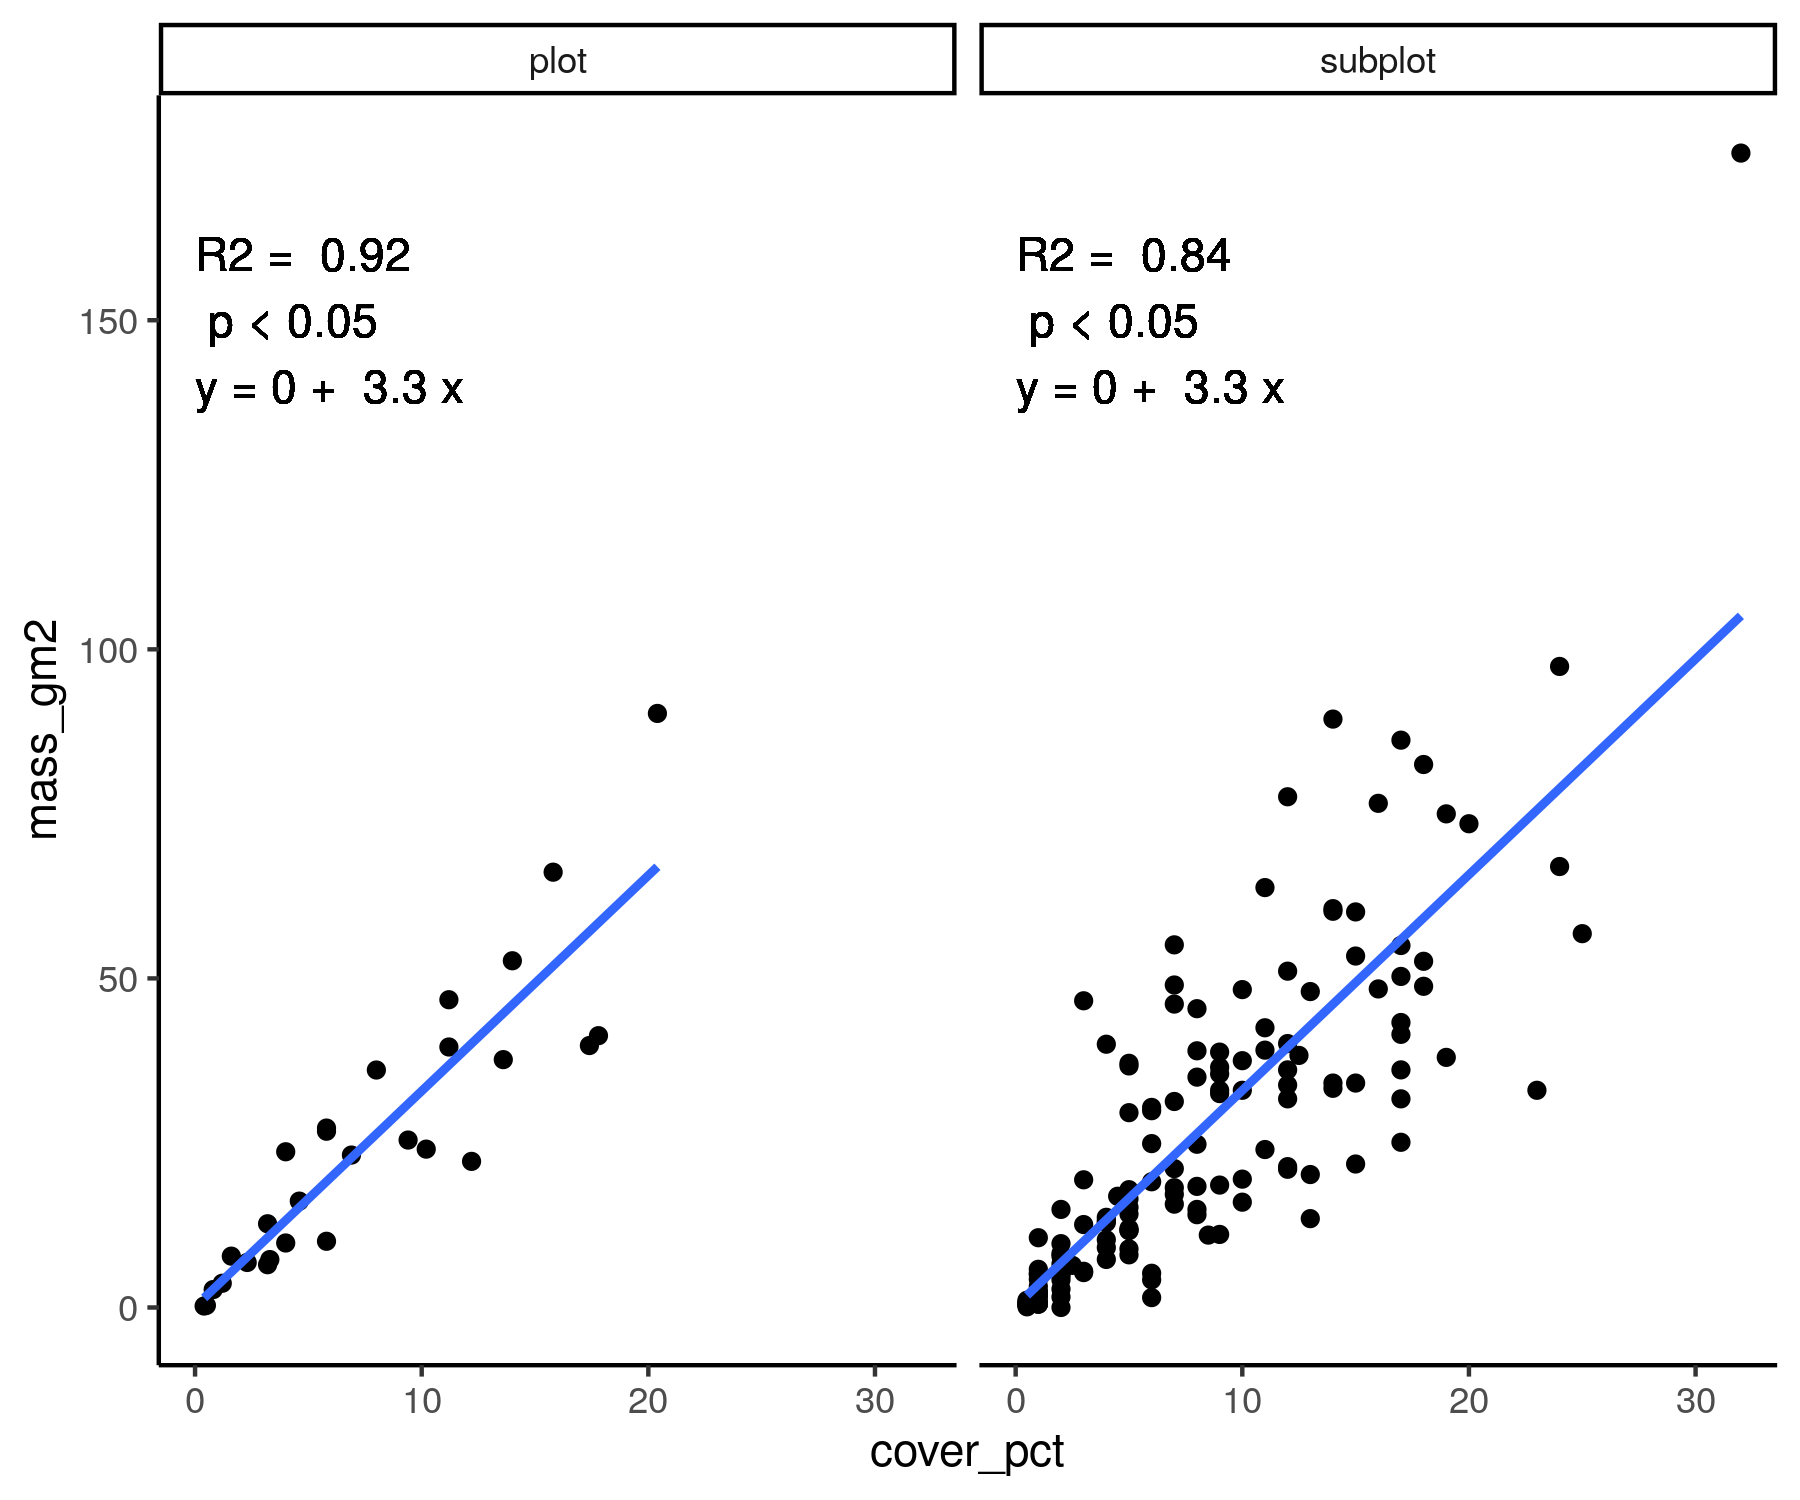 plot
subplot
R2 =  0.92
p < 0.05
y = 0 +  3.3 x
R2 =  0.84
p < 0.05
y = 0 +  3.3 x
150
100
50
0
mass_gm2
0 10 20 30
0 10 20 30
cover_pct